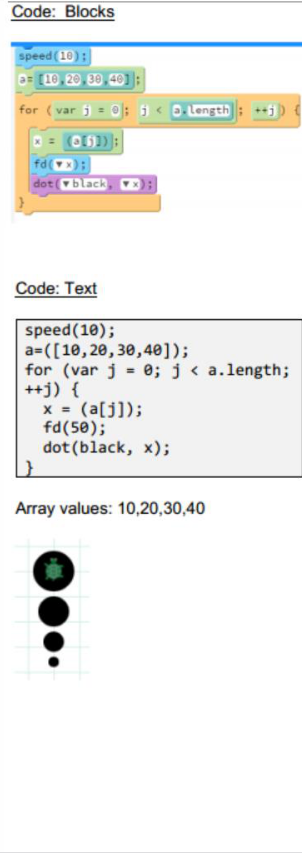 Code: Blocks
speed(10);
a= [10,20,30,40];
for ( var j = 0; j < a.length; ++j) {
x = (a[j]);
fd(▾x);
dot(▾black, ▾x);
}
Code: Text
speed(10);
a=([10,20,30,40]);
for (var j = 0; j < a.length;
++j) {
x = (a[j]);
fd(50);
dot(black, x);
}
Array values: 10,20,30,40